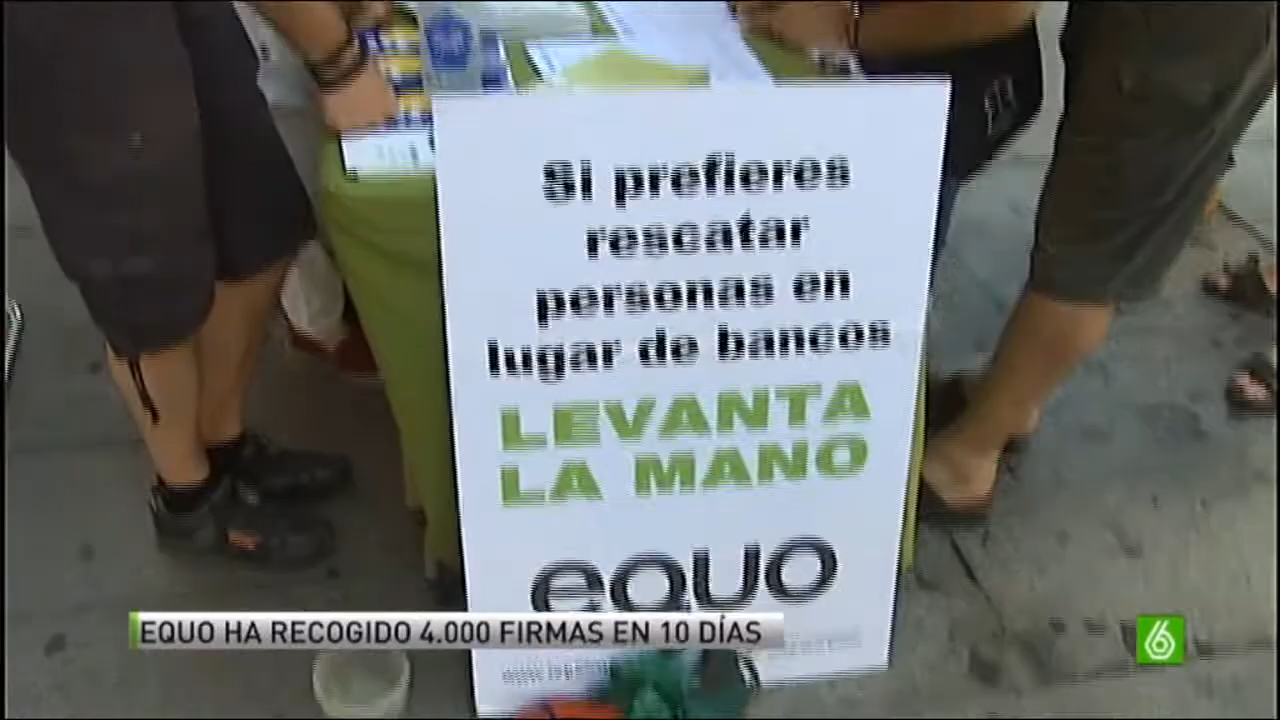 Si prefieres
rescatar
personas en
lugar de bancos
LEVANTA
LA MANO
equo
EQUO HA RECOGIDO 4.000 FIRMAS EN 10 DÍAS
6